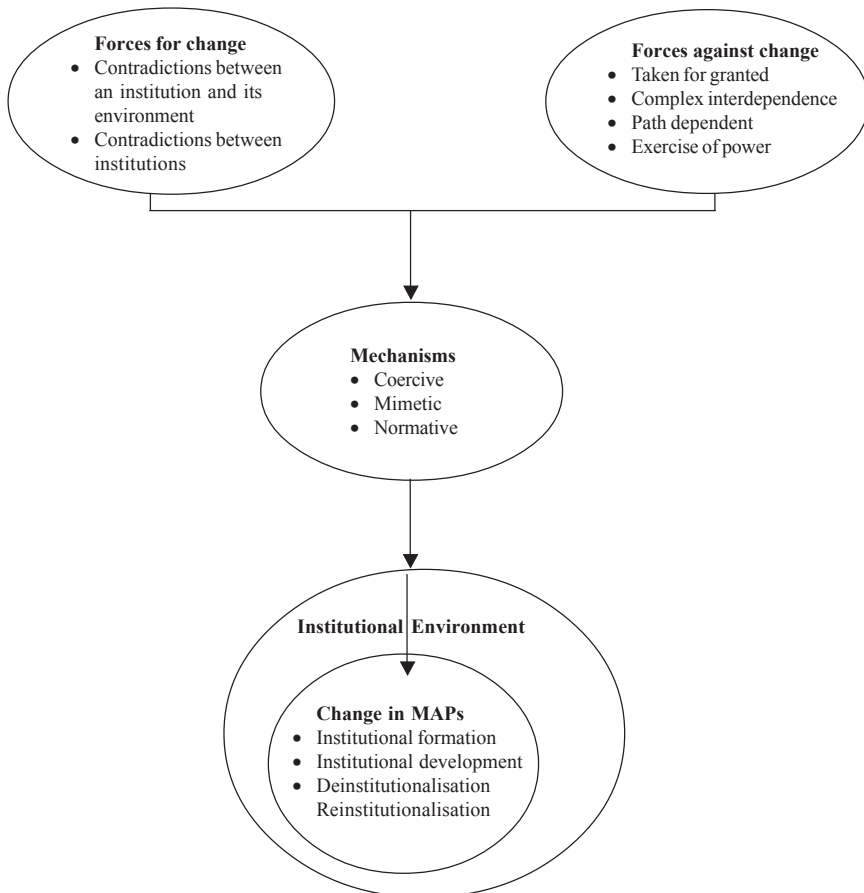 Forces for change
• Contradictions between
an institution and its
environment
• Contradictions between
institutions
Forces against change
• Taken for granted
• Complex interdependence
• Path dependent
• Exercise of power
Mechanisms
• Coercive
• Mimetic
• Normative
Institutional Environment
Change in MAPs
• Institutional formation
• Institutional development
• Deinstitutionalisation
Reinstitutionalisation